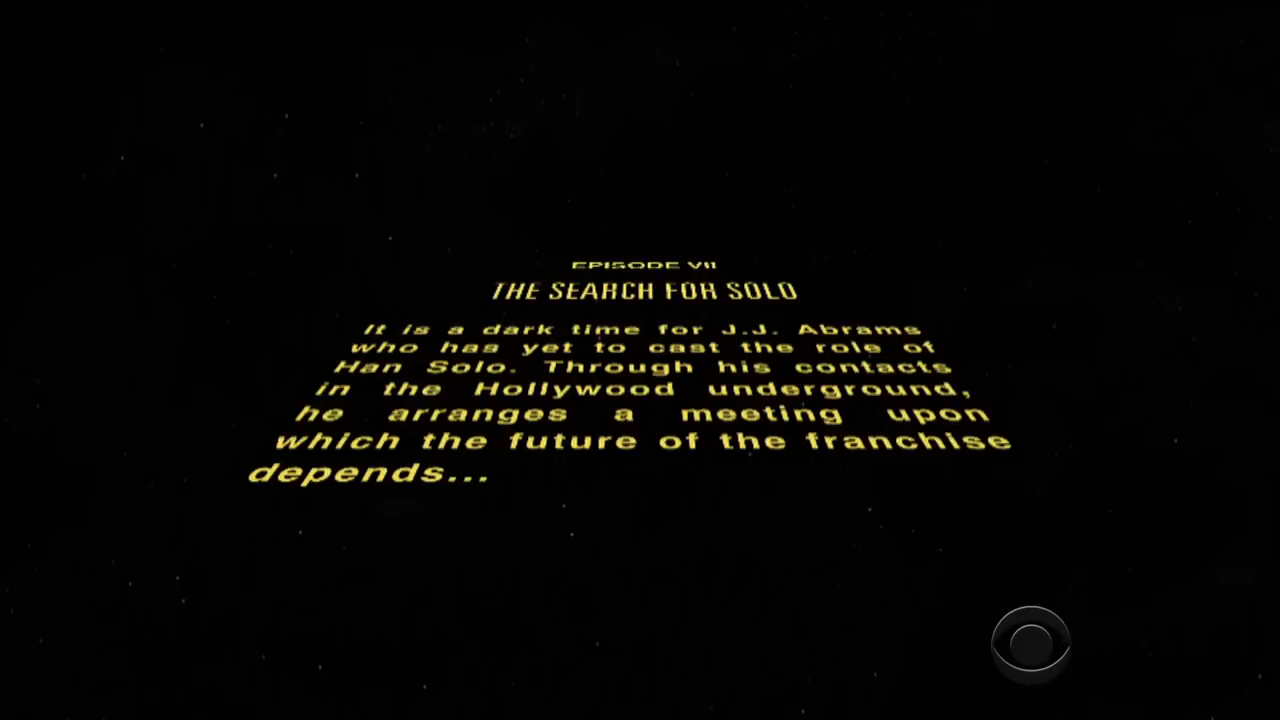 EPISODE VII
THE SEARCH FOR SOLO
It is a dark time for J.J. Abrams
who has yet to cast the role of
Han Solo. Through his contacts
in the Hollywood underground,
he arranges a meeting upon
which the future of the franchise
depends...